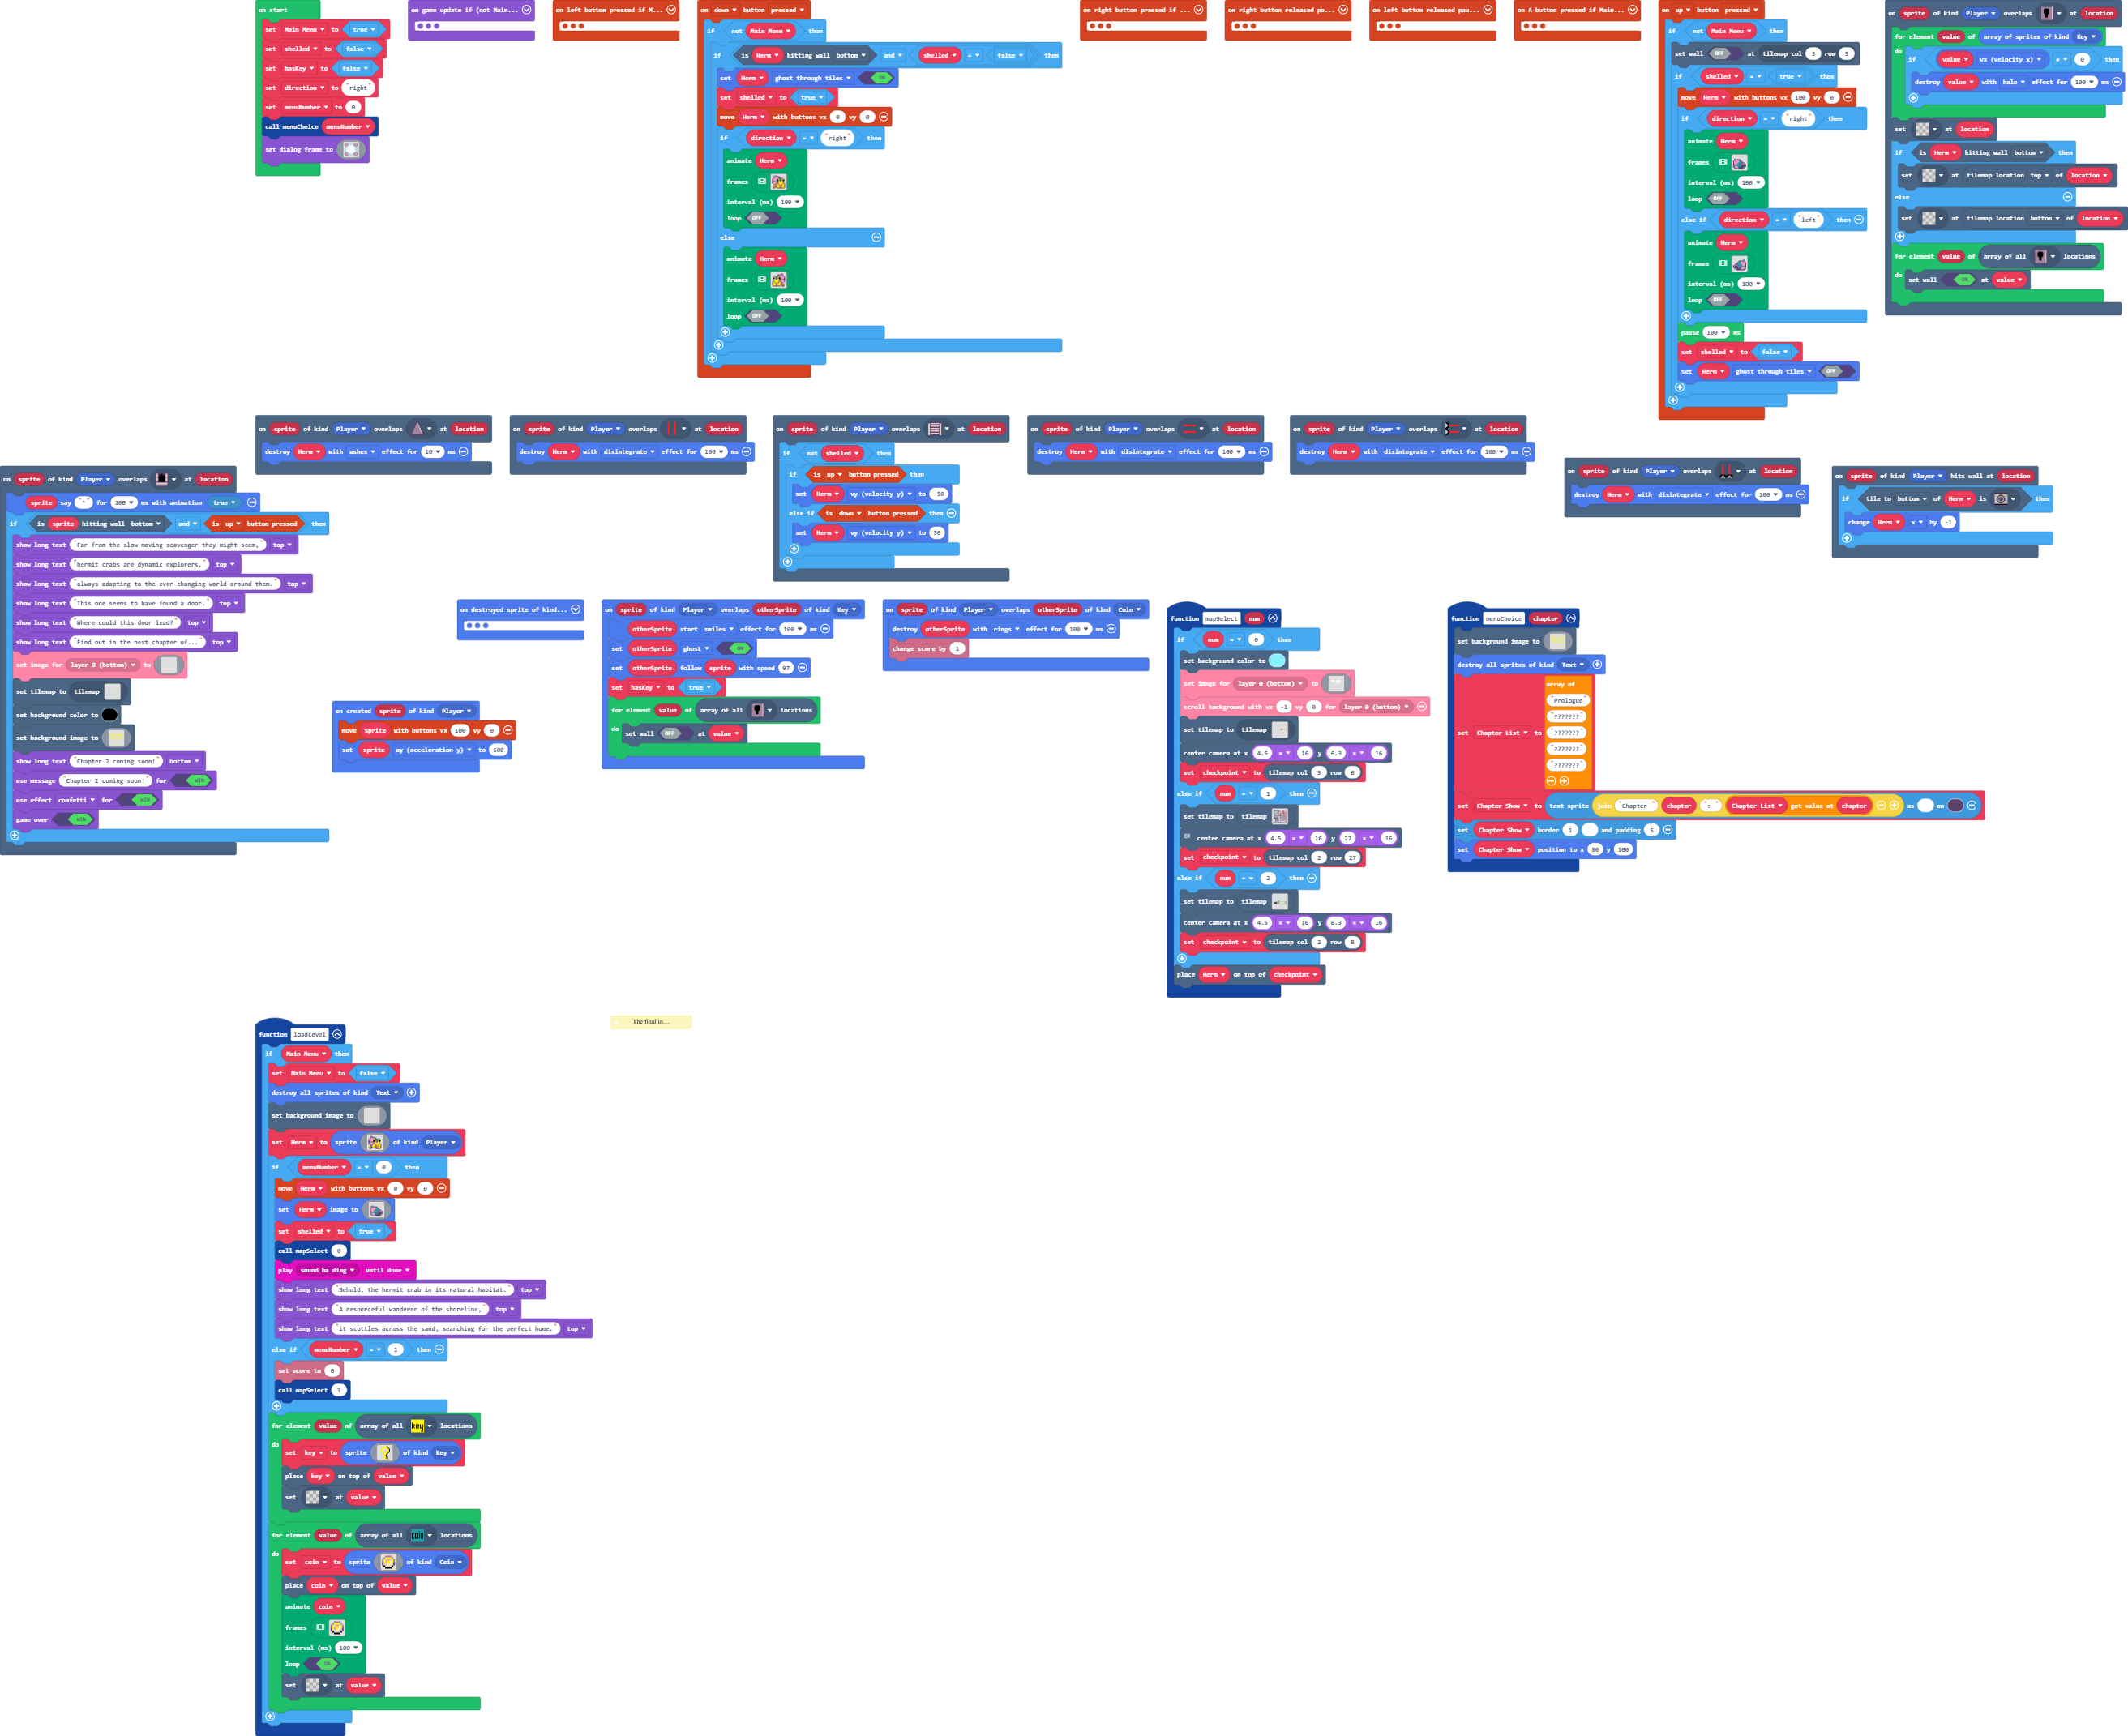 on start
set Main Menu to true
set shelled to false
set hasKey to false
set direction to "right"
set menuNumber to 0
call menuChoice menuNumber
set dialog frame to
on game update if (not Main...
on left button pressed if M...
on down button pressed
if not Main Menu then
if is Herm hitting wall bottom and shelled = false then
set Herm ghost through tiles ON
set shelled to true
move Herm with buttons vx 0 vy 0
if direction = "right" then
animate Herm
frames
interval (ms) 100
loop OFF
else
animate Herm
frames
interval (ms) 100
loop OFF
on right button pressed if ...
on right button released pa...
on left button released pau...
on A button pressed if Main...
on up button pressed
if not Main Menu then
set wall OFF at tilemap col 3 row 5
if shelled = true then
move Herm with buttons vx 100 vy 0
if direction = "right" then
animate Herm
frames
interval (ms) 100
loop OFF
else if direction = "left" then
animate Herm
frames
interval (ms) 100
loop OFF
pause 100 ms
set shelled to false
set Herm ghost through tiles OFF
on sprite of kind Player overlaps at location
for element value of array of sprites of kind Key
do
if value vx (velocity x) ≠ 0 then
destroy value with halo effect for 100 ms
set at location
if is Herm hitting wall bottom then
set at tilemap location top of location
else
set at tilemap location bottom of location
for element value of array of all locations
do set wall ON at value
on sprite of kind Player overlaps at location
destroy Herm with ashes effect for 10 ms
on sprite of kind Player overlaps at location
destroy Herm with disintegrate effect for 100 ms
on sprite of kind Player overlaps at location
if not shelled then
if is up button pressed then
set Herm vy (velocity y) to -50
else if is down button pressed then
set Herm vy (velocity y) to 50
on sprite of kind Player overlaps at location
destroy Herm with disintegrate effect for 100 ms
on sprite of kind Player overlaps at location
destroy Herm with disintegrate effect for 100 ms
on sprite of kind Player overlaps at location
destroy Herm with disintegrate effect for 100 ms
on sprite of kind Player hits wall at location
if tile to bottom of Herm is then
change Herm x by -1
on sprite of kind Player overlaps at location
sprite say "^" for 100 ms with animation true
if is sprite hitting wall bottom and is up button pressed then
show long text "Far from the slow-moving scavenger they might seem," top
show long text "hermit crabs are dynamic explorers," top
show long text "always adapting to the ever-changing world around them." top
show long text "This one seems to have found a door." top
show long text "Where could this door lead?" top
show long text "Find out in the next chapter of..." top
set image for layer 0 (bottom) to
set tilemap to tilemap
set background color to
set background image to
show long text "Chapter 2 coming soon!" bottom
use message "Chapter 2 coming soon!" for WIN
use effect confetti for WIN
game over WIN
on destroyed sprite of kind...
on created sprite of kind Player
move sprite with buttons vx 100 vy 0
set sprite ay (acceleration y) to 600
on sprite of kind Player overlaps otherSprite of kind Key
otherSprite start smiles effect for 100 ms
set otherSprite ghost ON
set otherSprite follow sprite with speed 97
set hasKey to true
for element value of array of all locations
do set wall OFF at value
on sprite of kind Player overlaps otherSprite of kind Coin
destroy otherSprite with rings effect for 100 ms
change score by 1
function mapSelect num
if num = 0 then
set background color to
set image for layer 0 (bottom) to
scroll background with vx -1 vy 0 for layer 0 (bottom)
set tilemap to tilemap
center camera at x 4.5 × 16 y 6.3 × 16
set checkpoint to tilemap col 3 row 6
else if num = 1 then
set tilemap to tilemap
center camera at x 4.5 × 16 y 27 × 16
set checkpoint to tilemap col 2 row 27
else if num = 2 then
set tilemap to tilemap
center camera at x 4.5 × 16 y 6.3 × 16
set checkpoint to tilemap col 2 row 8
place Herm on top of checkpoint
function menuChoice chapter
set background image to
destroy all sprites of kind Text
set Chapter List to array of
"Prologue"
"???????"
"???????"
"???????"
"???????"
set Chapter Show to text sprite join "Chapter " chapter ": " Chapter List get value at chapter as on
set Chapter Show border 1 and padding 5
set Chapter Show position to x 80 y 100
function loadLevel
if Main Menu then
set Main Menu to false
destroy all sprites of kind Text
set background image to
set Herm to sprite of kind Player
if menuNumber = 0 then
move Herm with buttons vx 0 vy 0
set Herm image to
set shelled to true
call mapSelect 0
play sound ba ding until done
show long text "Behold, the hermit crab in its natural habitat." top
show long text "A resourceful wanderer of the shoreline," top
show long text "it scuttles across the sand, searching for the perfect home." top
else if menuNumber = 1 then
set score to 0
call mapSelect 1
for element value of array of all key locations
do
set key to sprite of kind Key
place key on top of value
set at value
for element value of array of all coin locations
do
set coin to sprite of kind Coin
place coin on top of value
animate coin
frames
interval (ms) 100
loop ON
set at value
The final in...